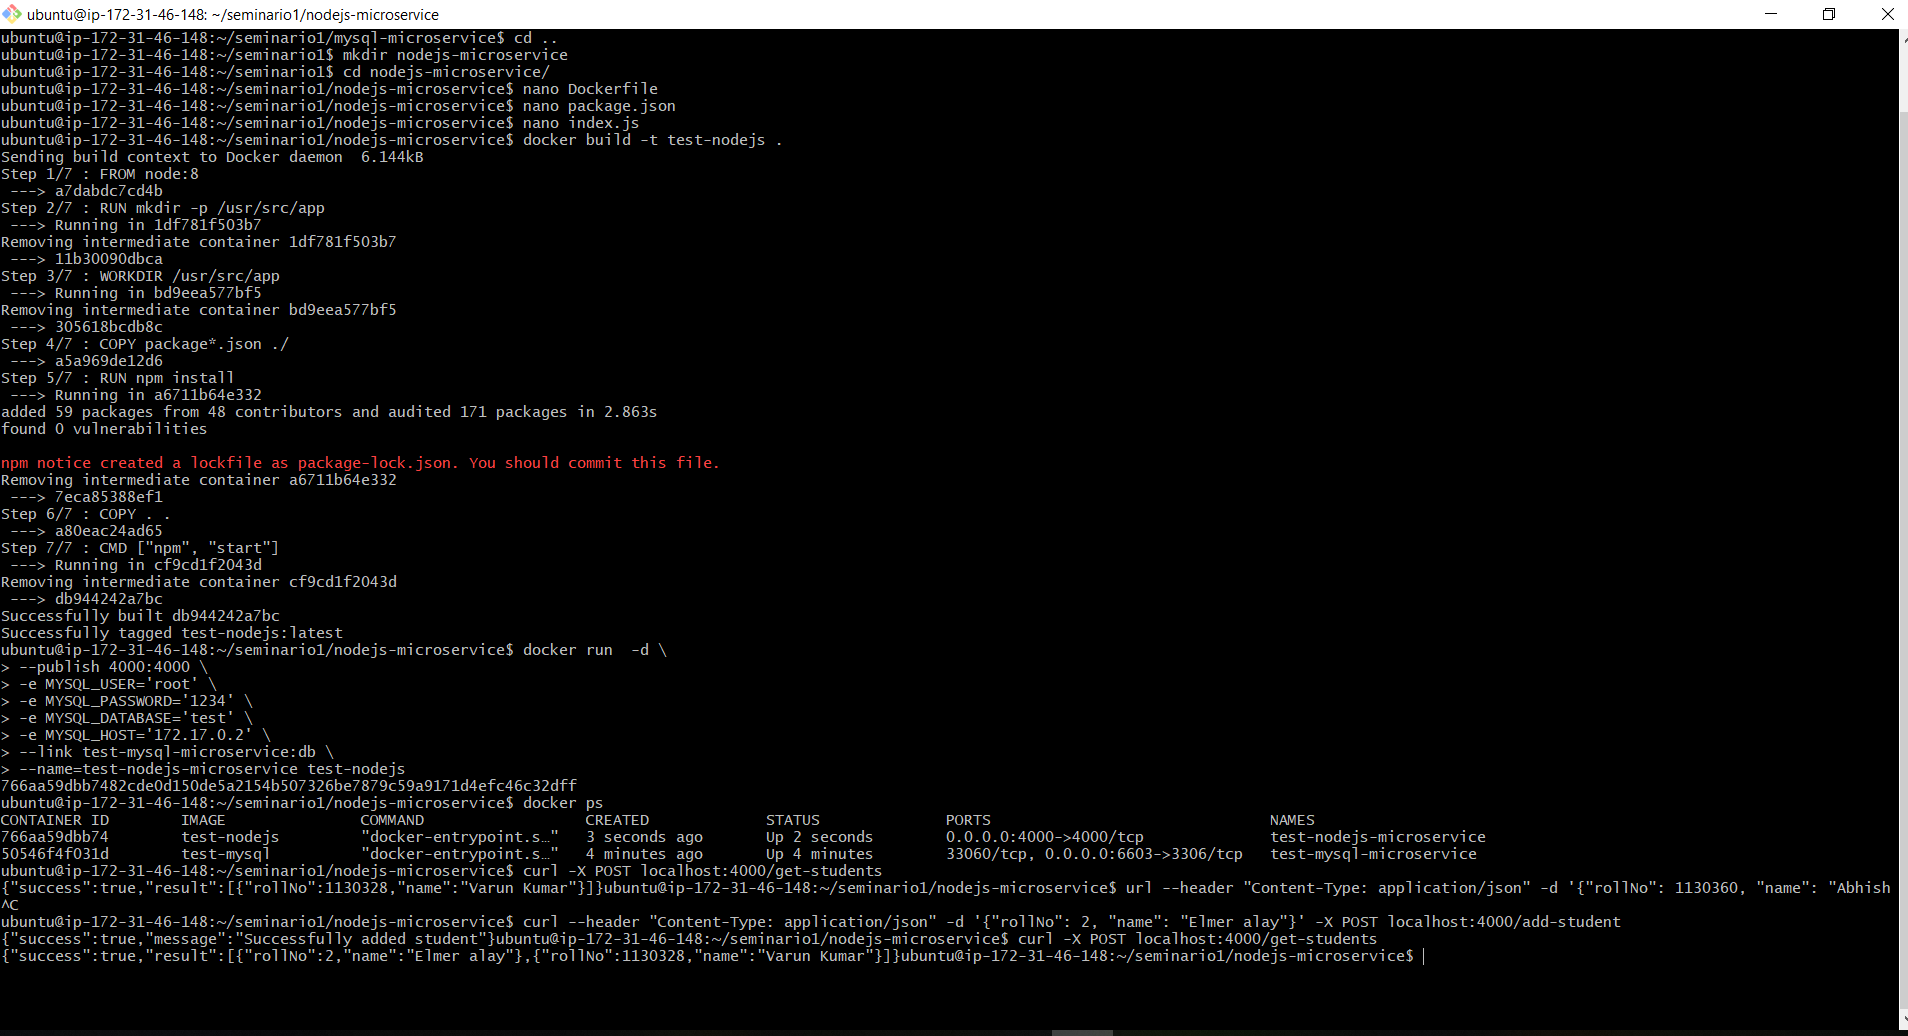 ubuntu@ip-172-31-46-148: ~/seminario1/nodejs-microservice
ubuntu@ip-172-31-46-148:~/seminario1/mysql-microservice$ cd ..
ubuntu@ip-172-31-46-148:~/seminario1$ mkdir nodejs-microservice
ubuntu@ip-172-31-46-148:~/seminario1$ cd nodejs-microservice/
ubuntu@ip-172-31-46-148:~/seminario1/nodejs-microservice$ nano Dockerfile
ubuntu@ip-172-31-46-148:~/seminario1/nodejs-microservice$ nano package.json
ubuntu@ip-172-31-46-148:~/seminario1/nodejs-microservice$ nano index.js
ubuntu@ip-172-31-46-148:~/seminario1/nodejs-microservice$ docker build -t test-nodejs .
Sending build context to Docker daemon  6.144kB
Step 1/7 : FROM node:8
 ---> a7dabdc7cd4b
Step 2/7 : RUN mkdir -p /usr/src/app
 ---> Running in 1df781f503b7
Removing intermediate container 1df781f503b7
 ---> 11b30090dbca
Step 3/7 : WORKDIR /usr/src/app
 ---> Running in bd9eea577bf5
Removing intermediate container bd9eea577bf5
 ---> 305618bcdb8c
Step 4/7 : COPY package*.json ./
 ---> a5a969de12d6
Step 5/7 : RUN npm install
 ---> Running in a6711b64e332
added 59 packages from 48 contributors and audited 171 packages in 2.863s
found 0 vulnerabilities
npm notice created a lockfile as package-lock.json. You should commit this file.
Removing intermediate container a6711b64e332
 ---> 7eca85388ef1
Step 6/7 : COPY . .
 ---> a80eac24ad65
Step 7/7 : CMD ["npm", "start"]
 ---> Running in cf9cd1f2043d
Removing intermediate container cf9cd1f2043d
 ---> db944242a7bc
Successfully built db944242a7bc
Successfully tagged test-nodejs:latest
ubuntu@ip-172-31-46-148:~/seminario1/nodejs-microservice$ docker run  -d \
> --publish 4000:4000 \
> -e MYSQL_USER='root' \
> -e MYSQL_PASSWORD='1234' \
> -e MYSQL_DATABASE='test' \
> -e MYSQL_HOST='172.17.0.2' \
> --link test-mysql-microservice:db \
> --name=test-nodejs-microservice test-nodejs
766aa59dbb7482cde0d150de5a2154b507326be7879c59a9171d4efc46c32dff
ubuntu@ip-172-31-46-148:~/seminario1/nodejs-microservice$ docker ps
CONTAINER ID        IMAGE               COMMAND                  CREATED             STATUS              PORTS                               NAMES
766aa59dbb74        test-nodejs         "docker-entrypoint.s…"   3 seconds ago       Up 2 seconds        0.0.0.0:4000->4000/tcp              test-nodejs-microservice
50546f4f031d        test-mysql          "docker-entrypoint.s…"   4 minutes ago       Up 4 minutes        33060/tcp, 0.0.0.0:6603->3306/tcp   test-mysql-microservice
ubuntu@ip-172-31-46-148:~/seminario1/nodejs-microservice$ curl -X POST localhost:4000/get-students
{"success":true,"result":[{"rollNo":1130328,"name":"Varun Kumar"}]}ubuntu@ip-172-31-46-148:~/seminario1/nodejs-microservice$ url --header "Content-Type: application/json" -d '{"rollNo": 1130360, "name": "Abhish
^C
ubuntu@ip-172-31-46-148:~/seminario1/nodejs-microservice$ curl --header "Content-Type: application/json" -d '{"rollNo": 2, "name": "Elmer alay"}' -X POST localhost:4000/add-student
{"success":true,"message":"Successfully added student"}ubuntu@ip-172-31-46-148:~/seminario1/nodejs-microservice$ curl -X POST localhost:4000/get-students
{"success":true,"result":[{"rollNo":2,"name":"Elmer alay"},{"rollNo":1130328,"name":"Varun Kumar"}]}ubuntu@ip-172-31-46-148:~/seminario1/nodejs-microservice$